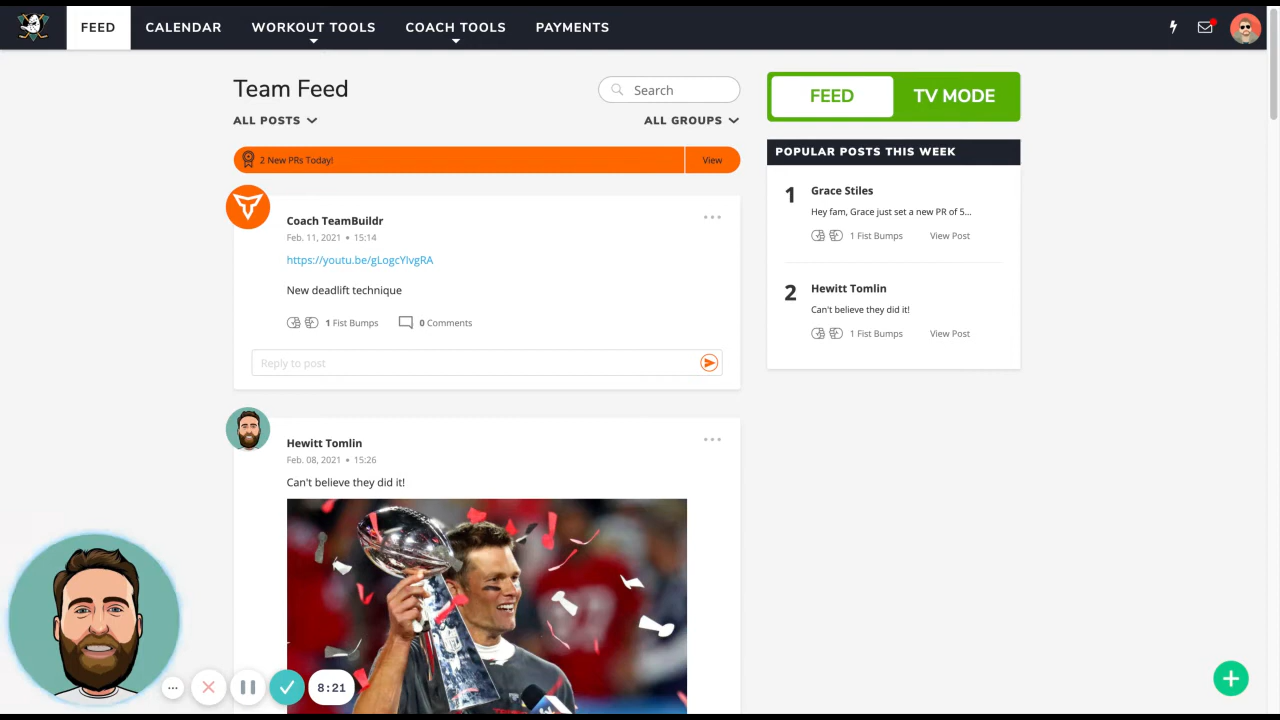 FEED CALENDAR WORKOUT TOOLS COACH TOOLS PAYMENTS
Team Feed
Search
ALL POSTS
ALL GROUPS
2 New PRs Today!
View
Coach TeamBuildr
Feb. 11, 2021 • 15:14
https://youtu.be/gLogcYIvgRA
New deadlift technique
1 Fist Bumps
0 Comments
Reply to post
Hewitt Tomlin
Feb. 08, 2021 • 15:26
Can't believe they did it!
FEED
TV MODE
POPULAR POSTS THIS WEEK
1
Grace Stiles
Hey fam, Grace just set a new PR of 5...
1 Fist Bumps
View Post
2
Hewitt Tomlin
Can't believe they did it!
1 Fist Bumps
View Post
8:21